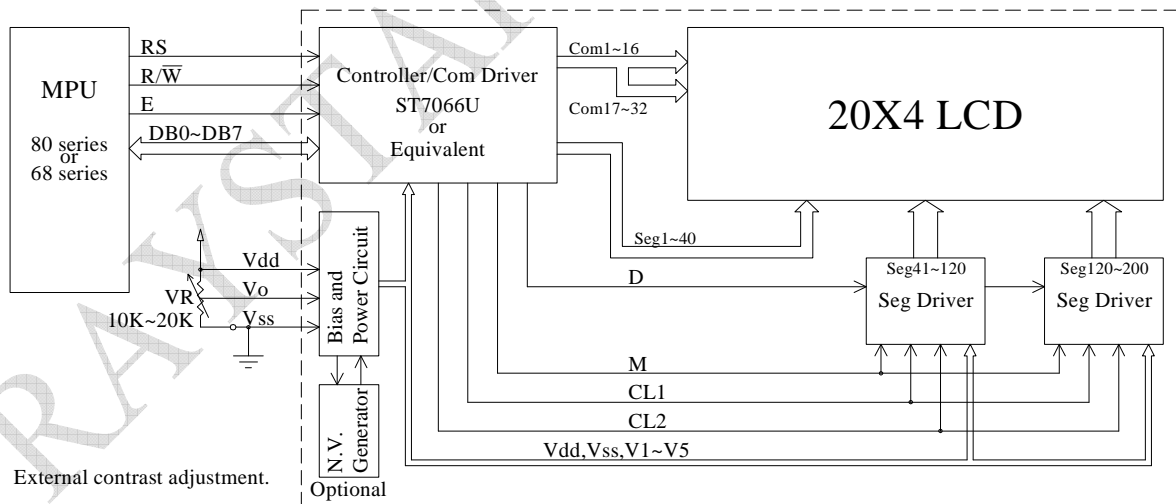 RS
R/W̅
E
DB0~DB7
MPU
80 series
or
68 series
Controller/Com Driver
ST7066U
or
Equivalent
Com1~16
Com17~32
20X4 LCD
Seg1~40
D
Seg41~120
Seg Driver
Seg120~200
Seg Driver
Vdd
Vo
Vss
VR
10K~20K
Bias and
Power Circuit
M
CL1
CL2
Vdd,Vss,V1~V5
N.V.
Generator
Optional
External contrast adjustment.
RAYSTAR